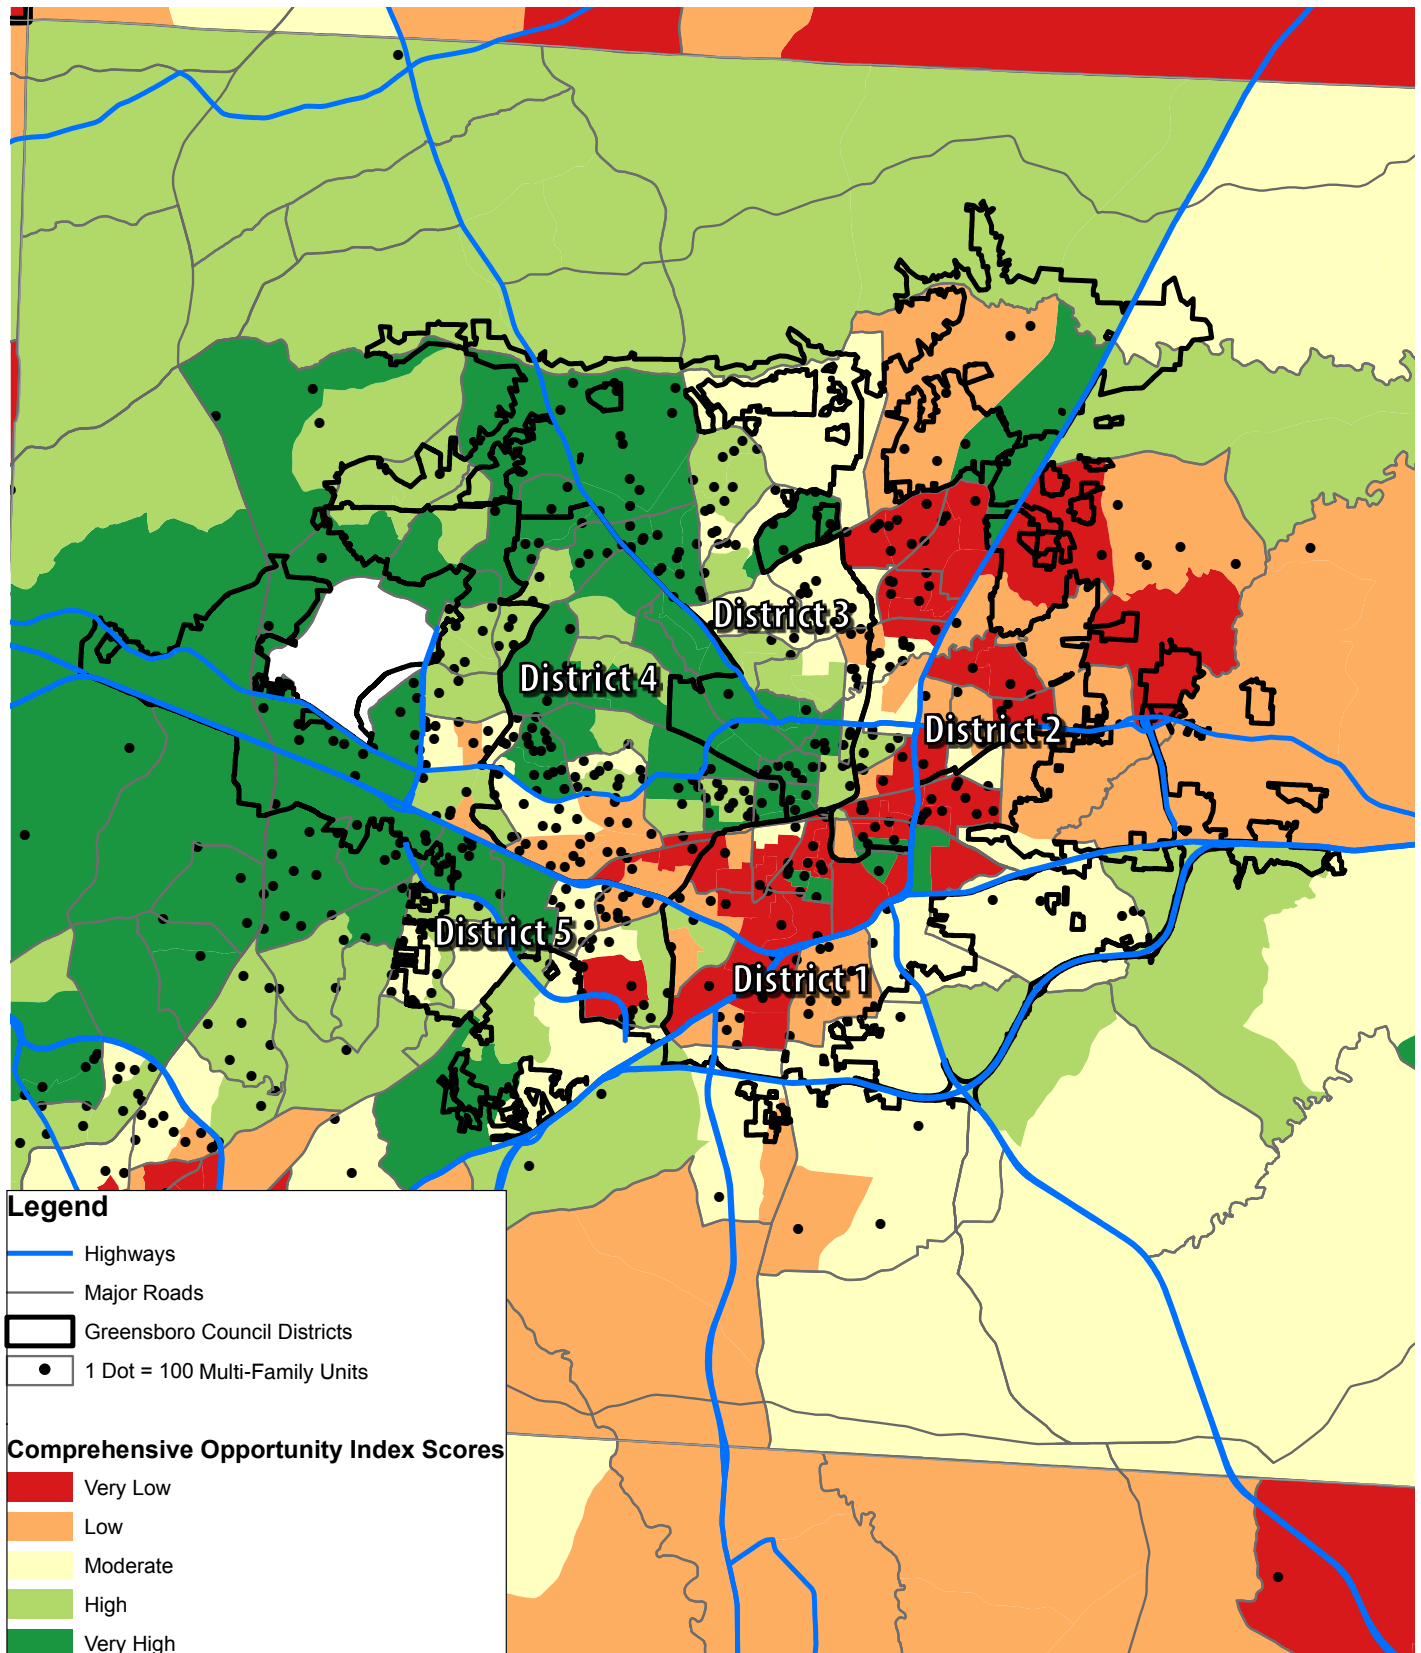 District 3
District 4
District 2
District 5
District 1
Legend
Highways
Major Roads
Greensboro Council Districts
1 Dot = 100 Multi-Family Units
Comprehensive Opportunity Index Scores
Very Low
Low
Moderate
High
Very High